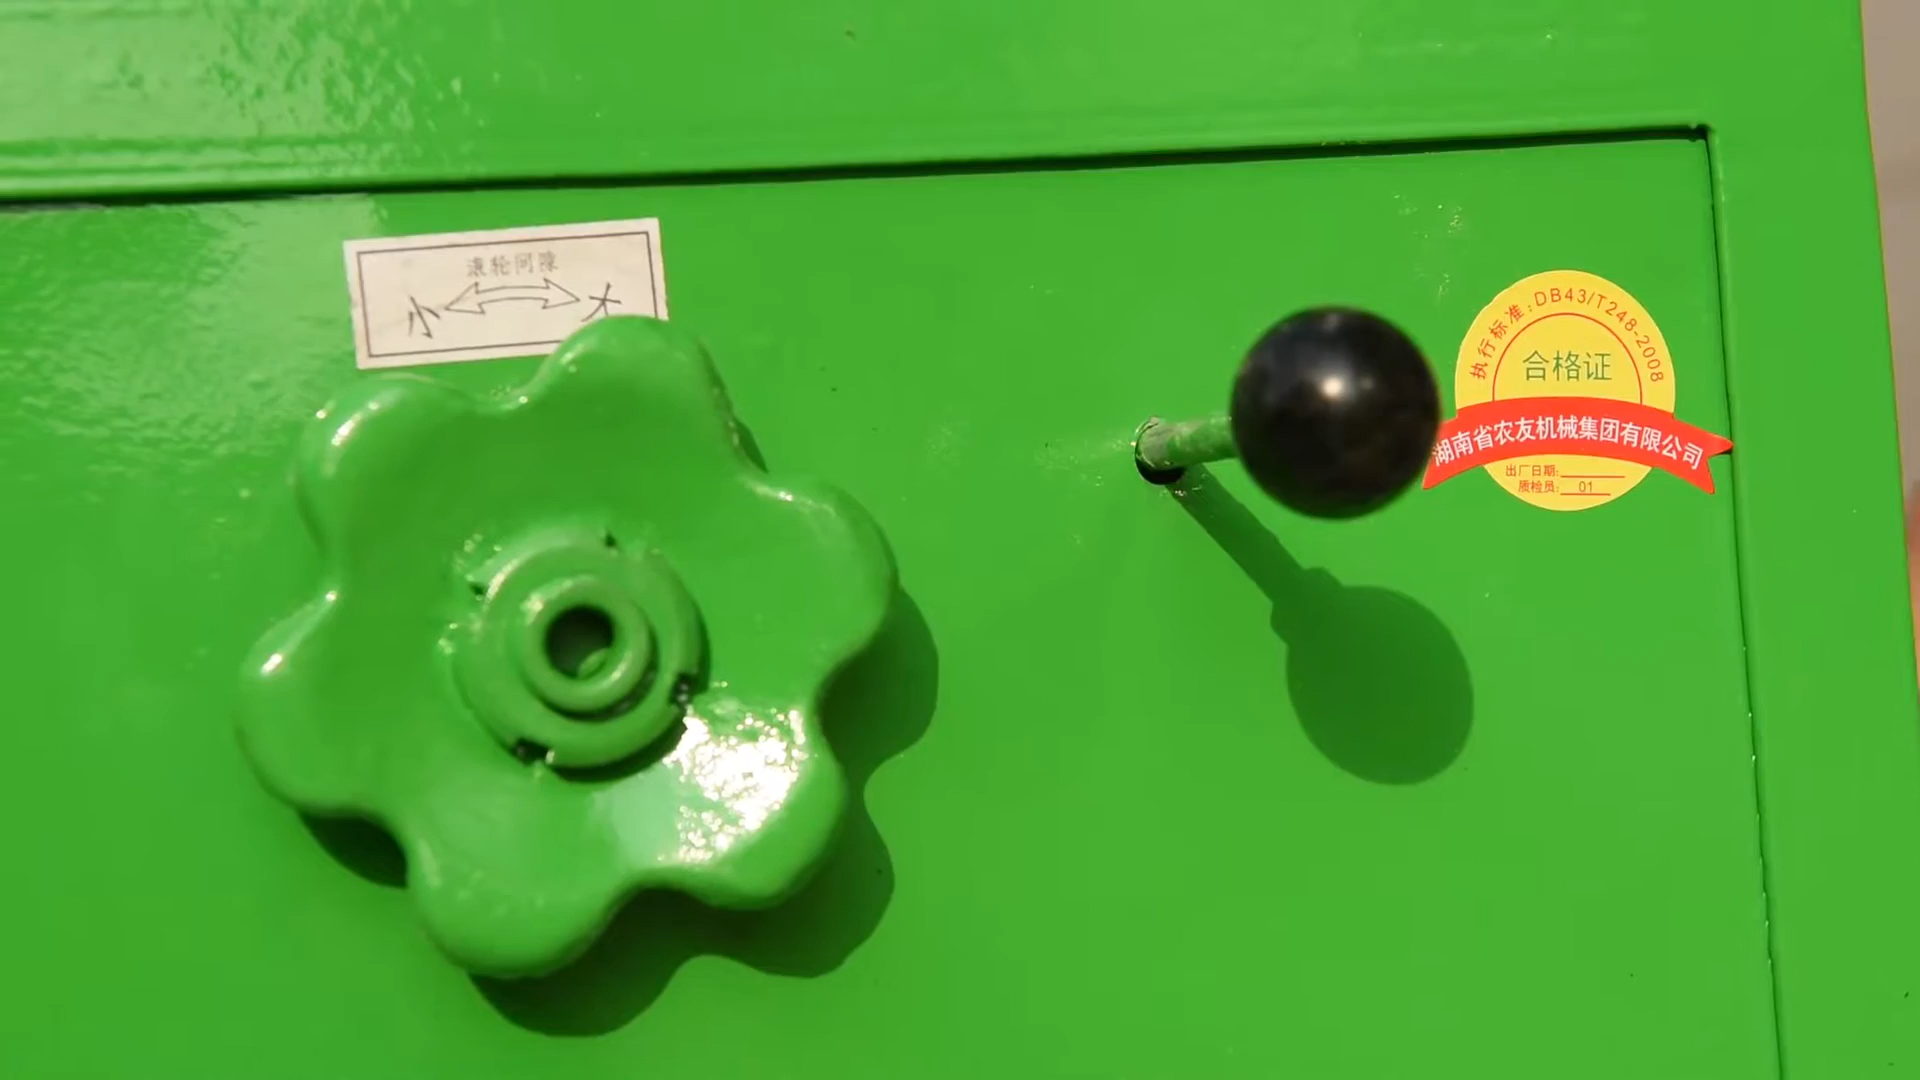 滚轮间隙
小 大
执行标准:DB43/T248-2008
合格证
湖南省农友机械集团有限公司
出厂日期:
质检员: 01